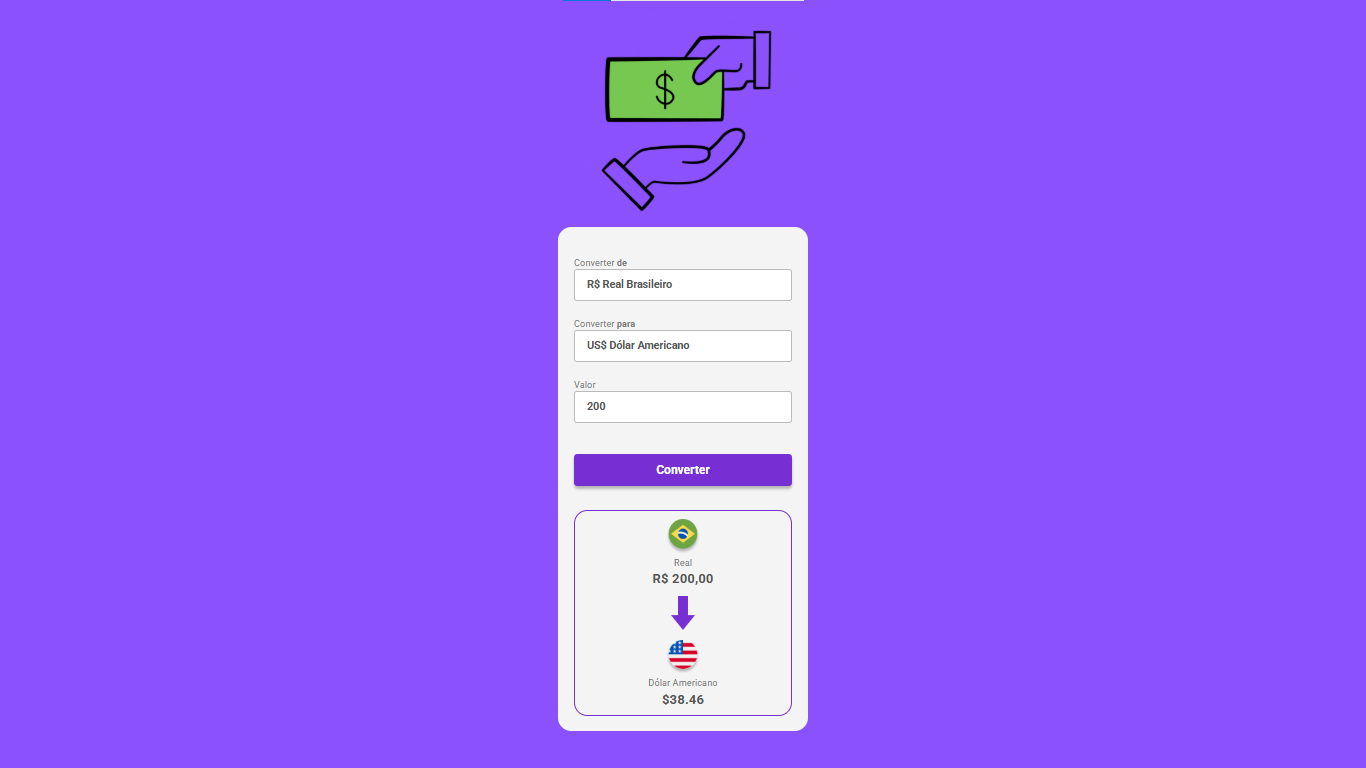 $
Converter de
R$ Real Brasileiro
Converter para
US$ Dólar Americano
Valor
200
Converter
Real
R$ 200,00
Dólar Americano
$38.46